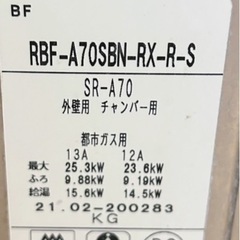 BF
RBF-A70SBN-RX-R-S
SR-A70
外壁用 チャンバー用
都市ガス用
13A 12A
最大 25.3kW 23.6kW
ふろ 9.88kW 9.19kW
給湯 15.6kW 14.5kW
21.02-200283
KG